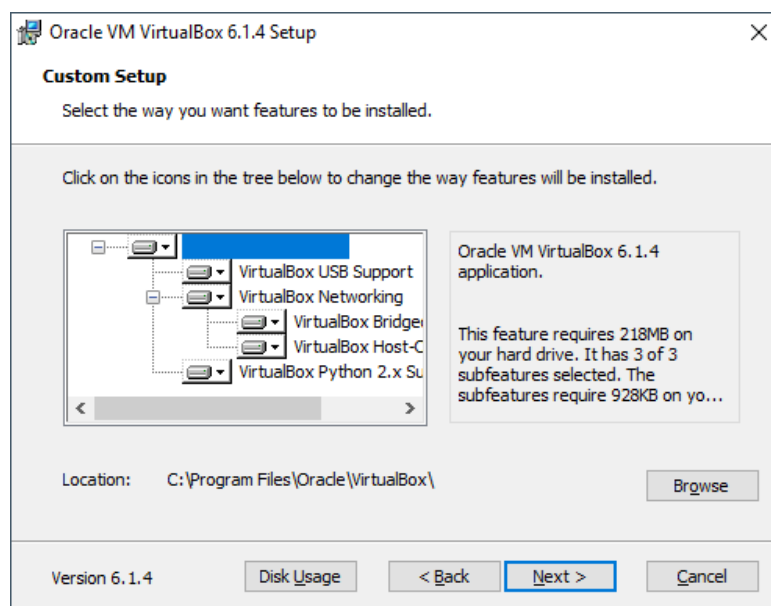 Oracle VM VirtualBox 6.1.4 Setup
Custom Setup
Select the way you want features to be installed.
Click on the icons in the tree below to change the way features will be installed.
VirtualBox USB Support
VirtualBox Networking
VirtualBox Bridge
VirtualBox Host-C
VirtualBox Python 2.x Su
Oracle VM VirtualBox 6.1.4
application.
This feature requires 218MB on
your hard drive. It has 3 of 3
subfeatures selected. The
subfeatures require 928KB on yo...
Location: C:\Program Files\Oracle\VirtualBox\
Browse
Version 6.1.4
Disk Usage
< Back
Next >
Cancel